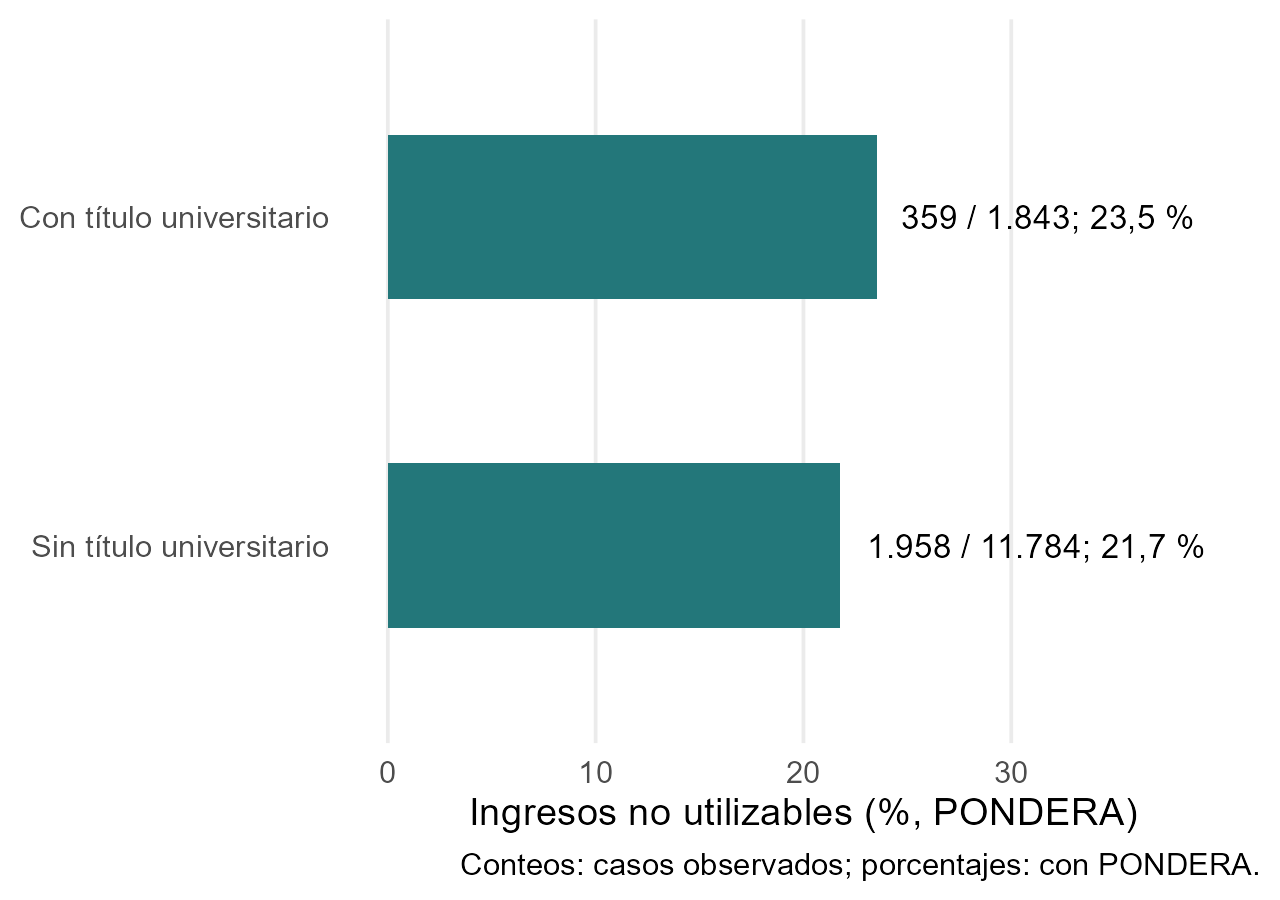 Con título universitario
359 / 1.843; 23,5 %
Sin título universitario
1.958 / 11.784; 21,7 %
0 10 20 30
Ingresos no utilizables (%, PONDERA)
Conteos: casos observados; porcentajes: con PONDERA.